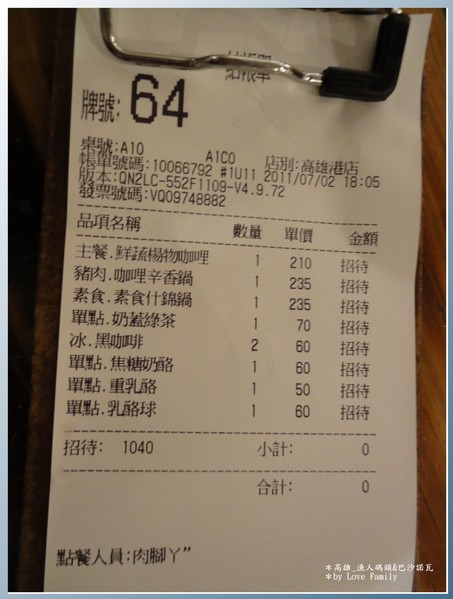 結帳單
牌號: 64
桌號:A10 A1C0 店別:高雄港店
帳單號碼:10066792 #1U11 2011/07/02 18:05
版本:QN2LC-552F1109-V4.9.72
發票號碼:VQ09748882
品項名稱 數量 單價 金額
主餐.鮮蔬楊物咖哩 1 210 招待
豬肉.咖哩辛香鍋 1 235 招待
素食.素食什錦鍋 1 235 招待
單點.奶蓋綠茶 1 70 招待
冰.黑咖啡 2 60 招待
單點.焦糖奶酪 1 60 招待
單點.重乳酪 1 50 招待
單點.乳酪球 1 60 招待
招待: 1040 小計: 0
合計: 0
點餐人員:肉腳丫”
*高雄_漁人碼頭&巴沙諾瓦
*by Love Family